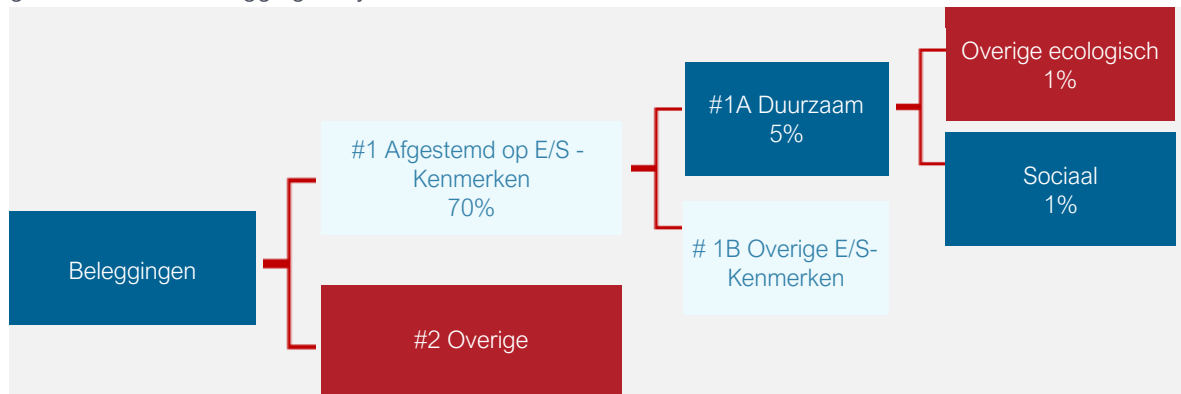 Beleggingen
#1 Afgestemd op E/S -
Kenmerken
70%
#2 Overige
#1A Duurzaam
5%
# 1B Overige E/S-
Kenmerken
Overige ecologisch
1%
Sociaal
1%